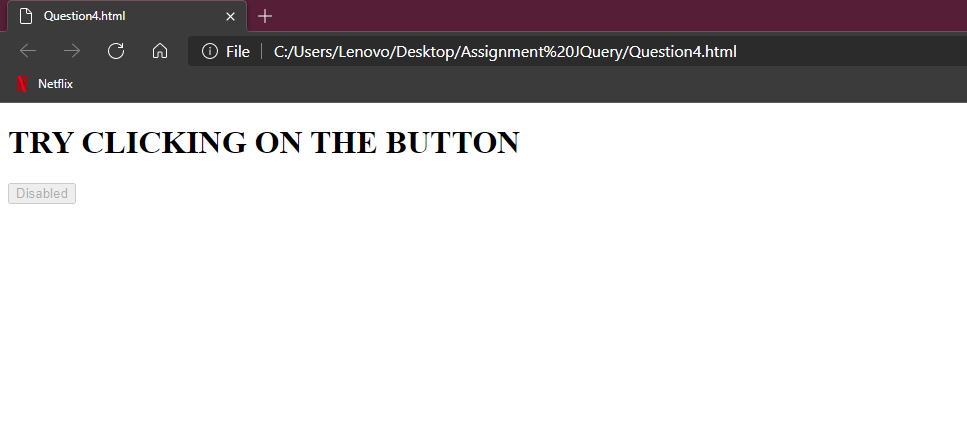 Question4.html
File C:/Users/Lenovo/Desktop/Assignment%20JQuery/Question4.html
Netflix
TRY CLICKING ON THE BUTTON
Disabled